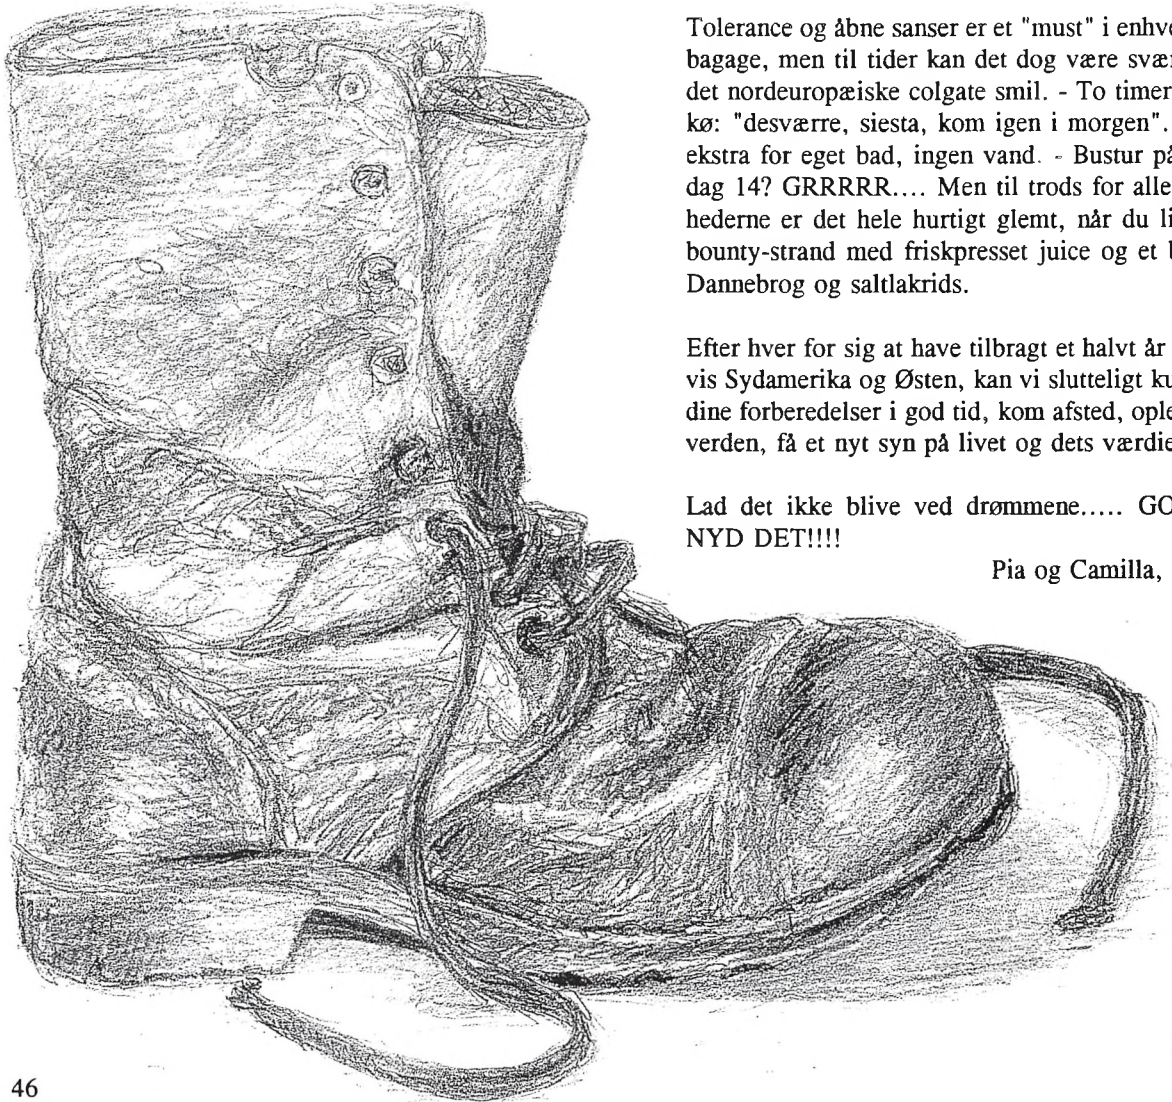 Tolerance og åbne sanser er et "must" i enhve
bagage, men til tider kan det dog være svær
det nordeuropæiske colgate smil. - To timer
kø: "desværre, siesta, kom igen i morgen".
ekstra for eget bad, ingen vand. - Bustur på
dag 14? GRRRRR.... Men til trods for alle
hederne er det hele hurtigt glemt, når du li
bounty-strand med friskpresset juice og et
Dannebrog og saltlakrids.
Efter hver for sig at have tilbragt et halvt år
vis Sydamerika og Østen, kan vi slutteligt ku
dine forberedelser i god tid, kom afsted, ople
verden, få et nyt syn på livet og dets værdie
Lad det ikke blive ved drømmene..... GO
NYD DET!!!!
Pia og Camilla,
46